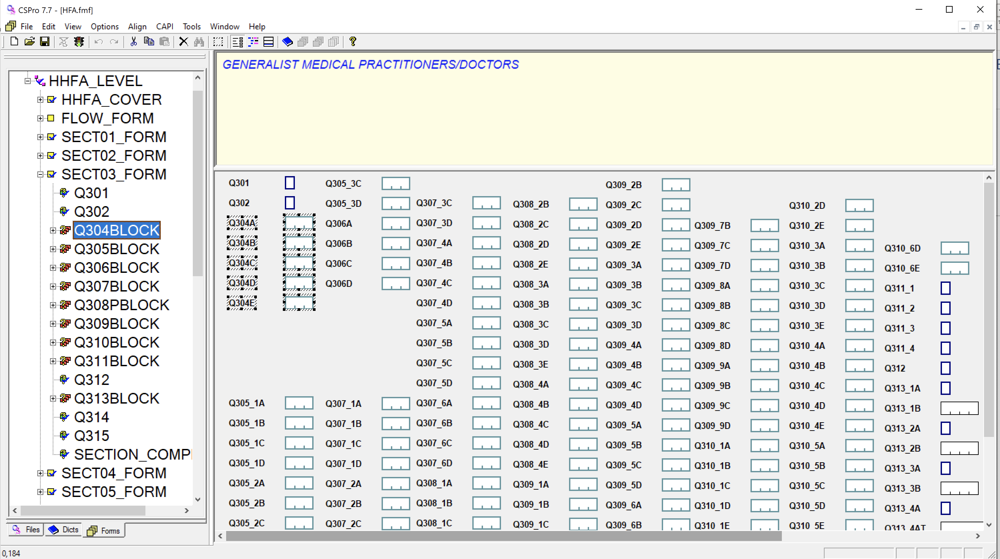 CSPro 7.7 - [HFA.fmf]
File Edit View Options Align CAPI Tools Window Help
HHFA_LEVEL
HHFA_COVER
FLOW_FORM
SECT01_FORM
SECT02_FORM
SECT03_FORM
Q301
Q302
Q304BLOCK
Q305BLOCK
Q306BLOCK
Q307BLOCK
Q308PBLOCK
Q309BLOCK
Q310BLOCK
Q311BLOCK
Q312
Q313BLOCK
Q314
Q315
SECTION_COMP
SECT04_FORM
SECT05_FORM
Files Dicts Forms
0,184
GENERALIST MEDICAL PRACTITIONERS/DOCTORS
Q301
Q302
Q304A
Q304B
Q304C
Q304D
Q304E
Q305_1A
Q305_1B
Q305_1C
Q305_1D
Q305_2A
Q305_2B
Q305_2C
Q305_3C
Q305_3D
Q306A
Q306B
Q306C
Q306D
Q307_1A
Q307_1B
Q307_1C
Q307_1D
Q307_2A
Q307_2B
Q307_2C
Q307_3C
Q307_3D
Q307_4A
Q307_4B
Q307_4C
Q307_4D
Q307_5A
Q307_5B
Q307_5C
Q307_5D
Q307_6A
Q307_6B
Q307_6C
Q307_6D
Q308_1A
Q308_1B
Q308_1C
Q308_2B
Q308_2C
Q308_2D
Q308_2E
Q308_3A
Q308_3B
Q308_3C
Q308_3D
Q308_3E
Q308_4A
Q308_4B
Q308_4C
Q308_4D
Q308_4E
Q309_1A
Q309_1B
Q309_1C
Q309_2B
Q309_2C
Q309_2D
Q309_2E
Q309_3A
Q309_3B
Q309_3C
Q309_3D
Q309_4A
Q309_4B
Q309_4C
Q309_4D
Q309_5A
Q309_5B
Q309_5C
Q309_5D
Q309_6A
Q309_6B
Q309_7B
Q309_7C
Q309_7D
Q309_8A
Q309_8B
Q309_8C
Q309_8D
Q309_9A
Q309_9B
Q309_9C
Q309_9D
Q310_1A
Q310_1B
Q310_1C
Q310_1D
Q310_1E
Q310_2D
Q310_2E
Q310_3A
Q310_3B
Q310_3C
Q310_3D
Q310_3E
Q310_4A
Q310_4B
Q310_4C
Q310_4D
Q310_4E
Q310_5A
Q310_5B
Q310_5C
Q310_5D
Q310_5E
Q310_6D
Q310_6E
Q311_1
Q311_2
Q311_3
Q311_4
Q312
Q313_1A
Q313_1B
Q313_2A
Q313_2B
Q313_3A
Q313_3B
Q313_4A
Q313_4AT